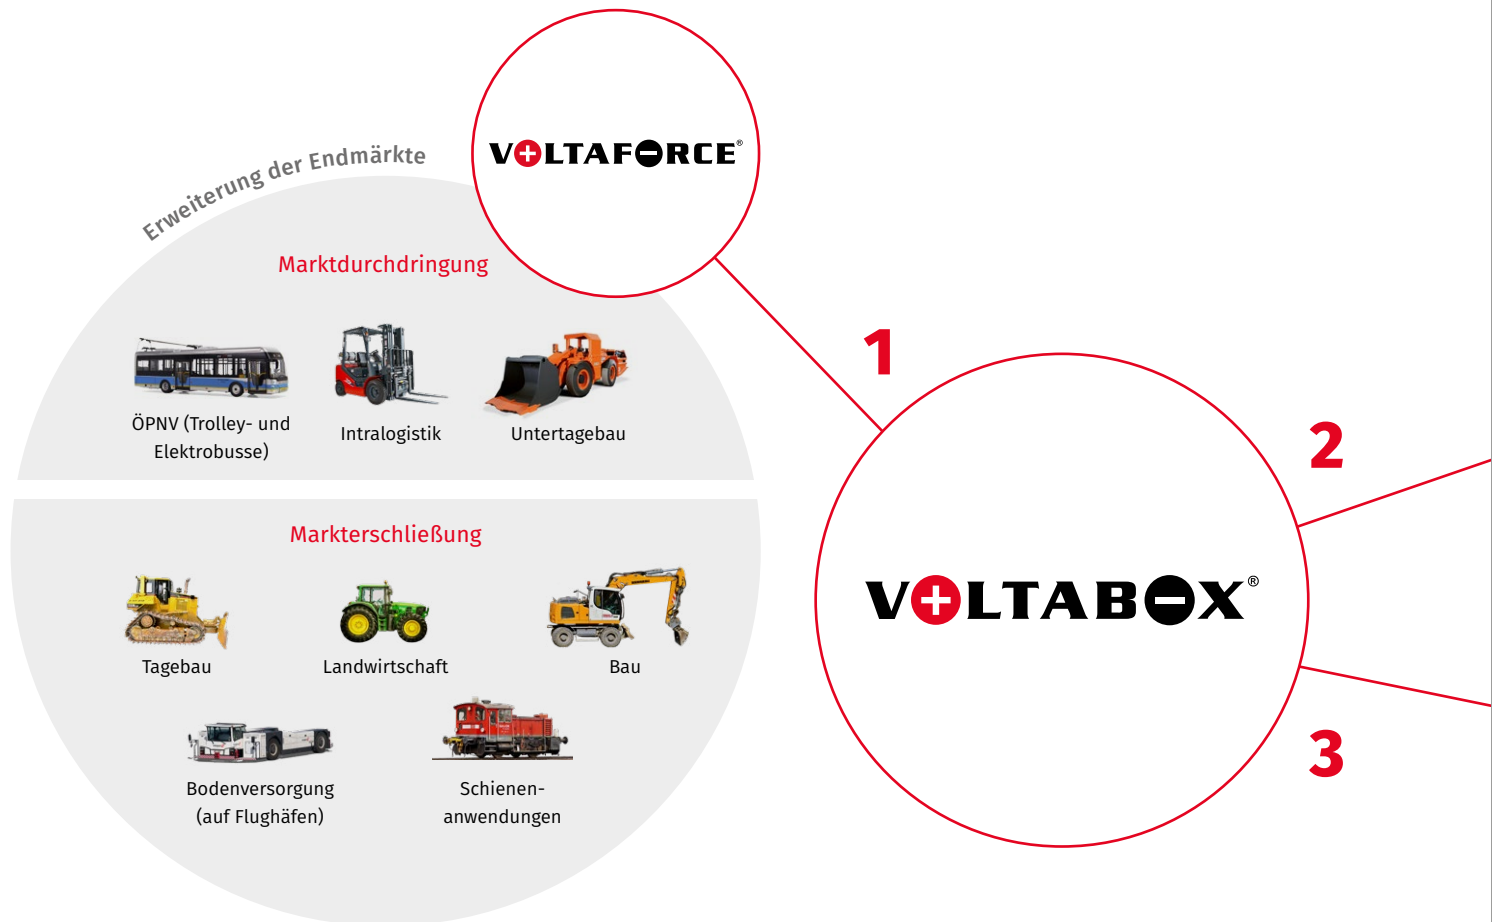 VOLTAFORCE®
Erweiterung der Endmärkte
Marktdurchdringung
ÖPNV (Trolley- und
Elektrobusse)
Intralogistik
Untertagebau
Markterschließung
Tagebau
Landwirtschaft
Bau
Bodenversorgung
(auf Flughäfen)
Schienen-
anwendungen
1
2
VOLTABOX®
3